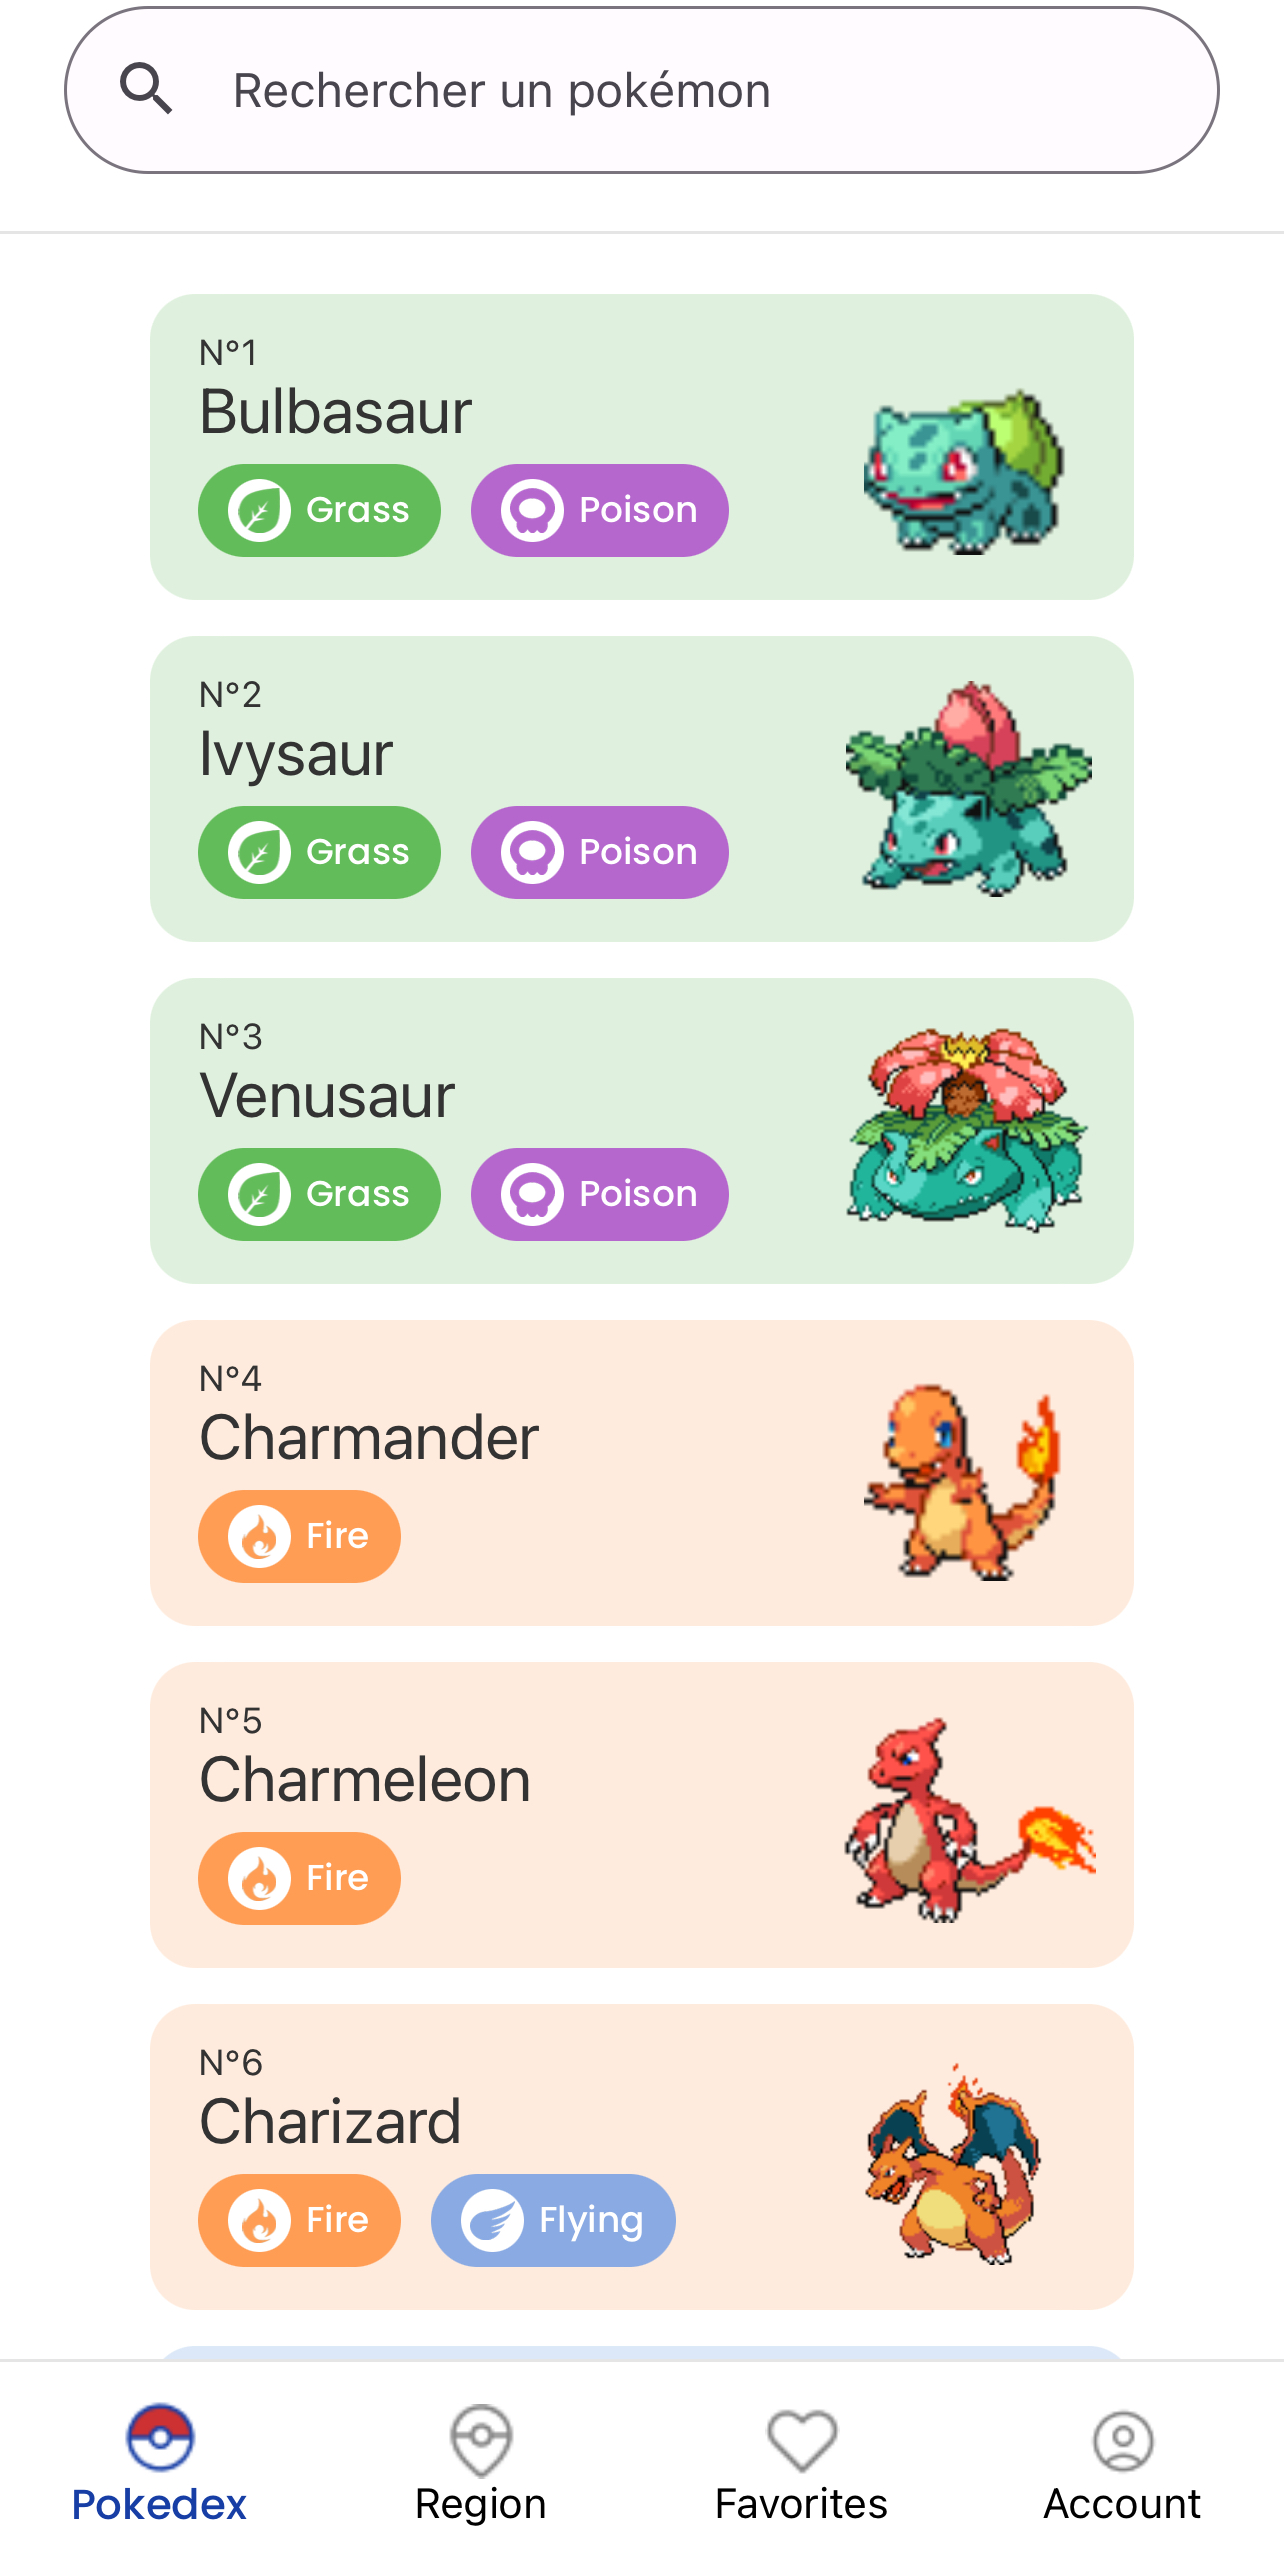 Rechercher un pokémon
N°1
Bulbasaur
Grass Poison
N°2
Ivysaur
Grass Poison
N°3
Venusaur
Grass Poison
N°4
Charmander
Fire
N°5
Charmeleon
Fire
N°6
Charizard
Fire Flying
Pokedex Region Favorites Account